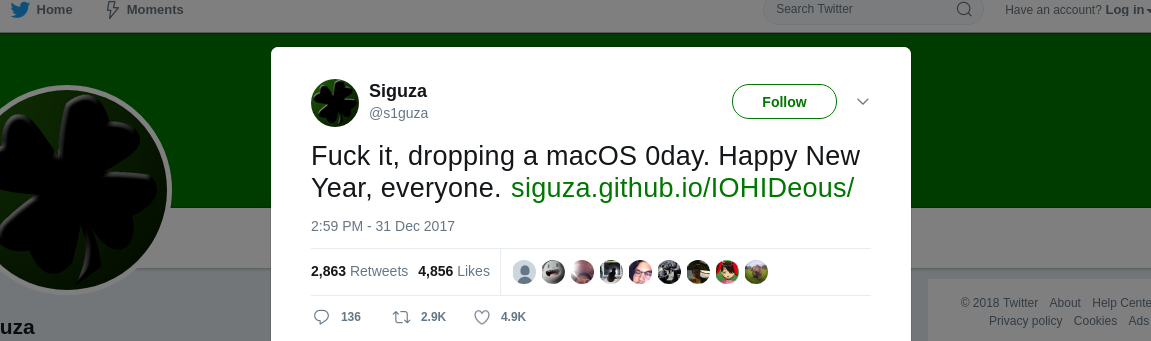 Home Moments Search Twitter Have an account? Log in
Siguza
@s1guza
Follow
Fuck it, dropping a macOS 0day. Happy New
Year, everyone. siguza.github.io/IOHIDeous/
2:59 PM - 31 Dec 2017
2,863 Retweets 4,856 Likes
136 2.9K 4.9K
uza
© 2018 Twitter About Help Cente
Privacy policy Cookies Ads